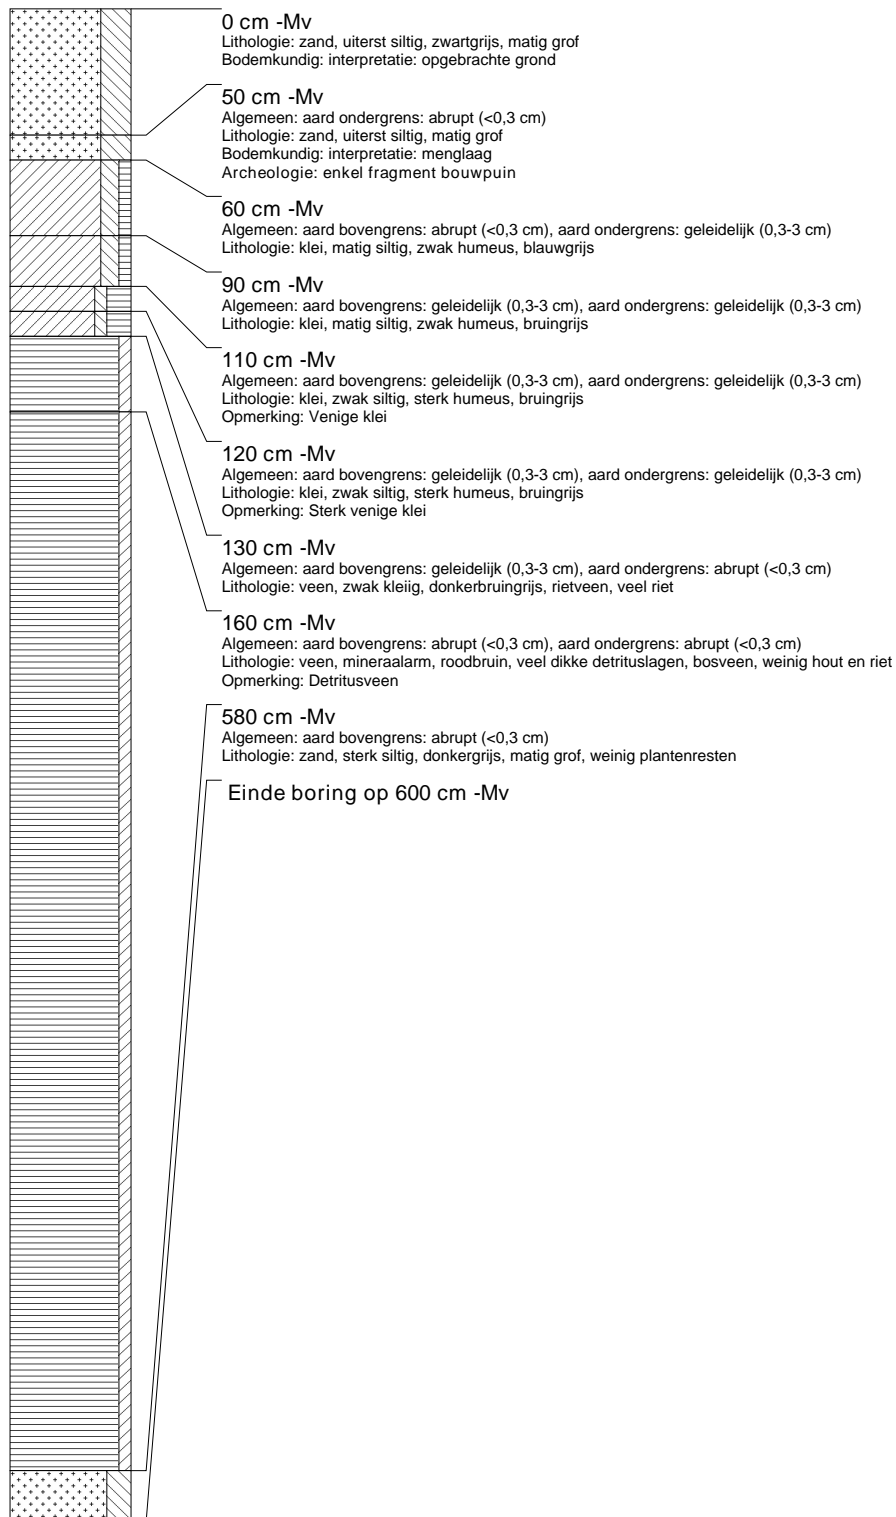 0 cm -Mv
Lithologie: zand, uiterst siltig, zwartgrijs, matig grof
Bodemkundig: interpretatie: opgebrachte grond
50 cm -Mv
Algemeen: aard ondergrens: abrupt (<0,3 cm)
Lithologie: zand, uiterst siltig, matig grof
Bodemkundig: interpretatie: menglaag
Archeologie: enkel fragment bouwpuin
60 cm -Mv
Algemeen: aard bovengrens: abrupt (<0,3 cm), aard ondergrens: geleidelijk (0,3-3 cm)
Lithologie: klei, matig siltig, zwak humeus, blauwgrijs
90 cm -Mv
Algemeen: aard bovengrens: geleidelijk (0,3-3 cm), aard ondergrens: geleidelijk (0,3-3 cm)
Lithologie: klei, matig siltig, zwak humeus, bruingrijs
110 cm -Mv
Algemeen: aard bovengrens: geleidelijk (0,3-3 cm), aard ondergrens: geleidelijk (0,3-3 cm)
Lithologie: klei, zwak siltig, sterk humeus, bruingrijs
Opmerking: Venige klei
120 cm -Mv
Algemeen: aard bovengrens: geleidelijk (0,3-3 cm), aard ondergrens: geleidelijk (0,3-3 cm)
Lithologie: klei, zwak siltig, sterk humeus, bruingrijs
Opmerking: Sterk venige klei
130 cm -Mv
Algemeen: aard bovengrens: geleidelijk (0,3-3 cm), aard ondergrens: abrupt (<0,3 cm)
Lithologie: veen, zwak kleiig, donkerbruingrijs, rietveen, veel riet
160 cm -Mv
Algemeen: aard bovengrens: abrupt (<0,3 cm), aard ondergrens: abrupt (<0,3 cm)
Lithologie: veen, mineraalarm, roodbruin, veel dikke detrituslagen, bosveen, weinig hout en riet
Opmerking: Detritusveen
580 cm -Mv
Algemeen: aard bovengrens: abrupt (<0,3 cm)
Lithologie: zand, sterk siltig, donkergrijs, matig grof, weinig plantenresten
Einde boring op 600 cm -Mv